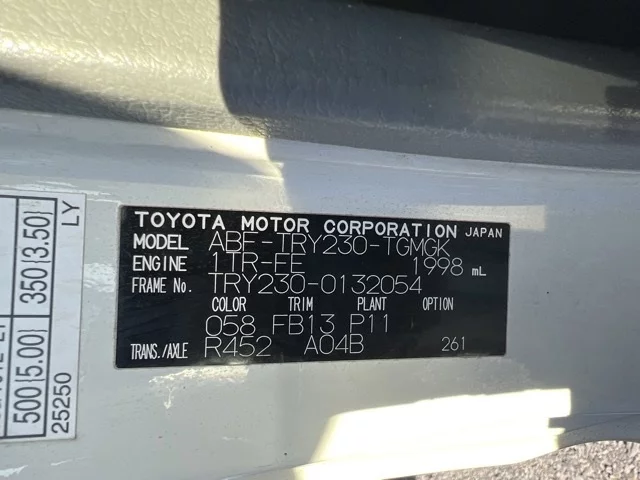 TOYOTA MOTOR CORPORATION JAPAN
MODEL ABF-TRY230-TGMGK
ENGINE 1TR-FE 1998 mL
FRAME No. TRY230-0132054
COLOR TRIM PLANT OPTION
058 FB13 P11
TRANS./AXLE R452 A04B 261
350(3.50) LY
500(5.00)
25250